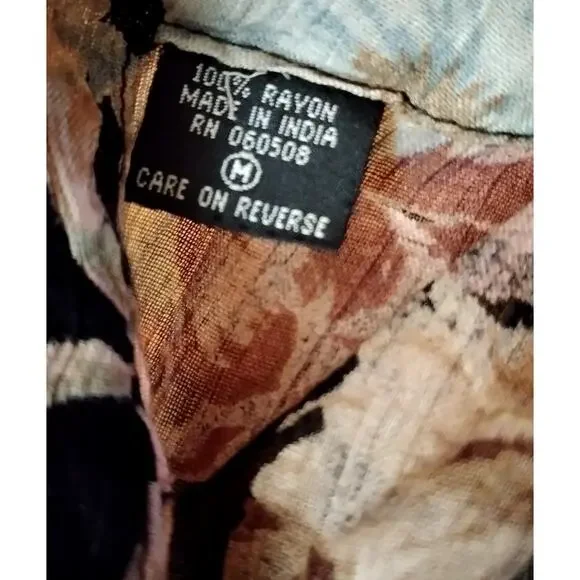 100% RAYON
MADE IN INDIA
RN 060508
M
CARE ON REVERSE